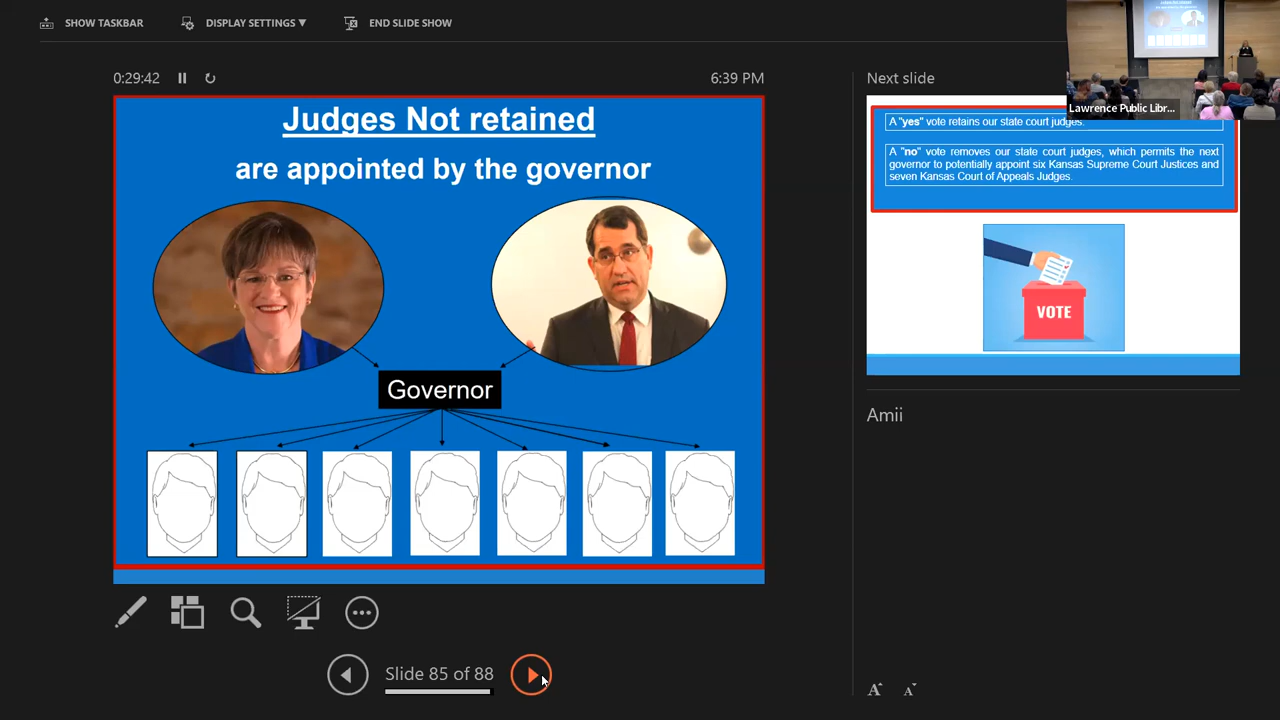 SHOW TASKBAR
DISPLAY SETTINGS ▼
END SLIDE SHOW
0:29:42
6:39 PM
Judges Not retained
are appointed by the governor
Governor
Slide 85 of 88
Next slide
Lawrence Public Libr...
A "yes" vote retains our state court judges.
A "no" vote removes our state court judges, which permits the next
governor to potentially appoint six Kansas Supreme Court Justices and
seven Kansas Court of Appeals Judges.
VOTE
Amii
A A